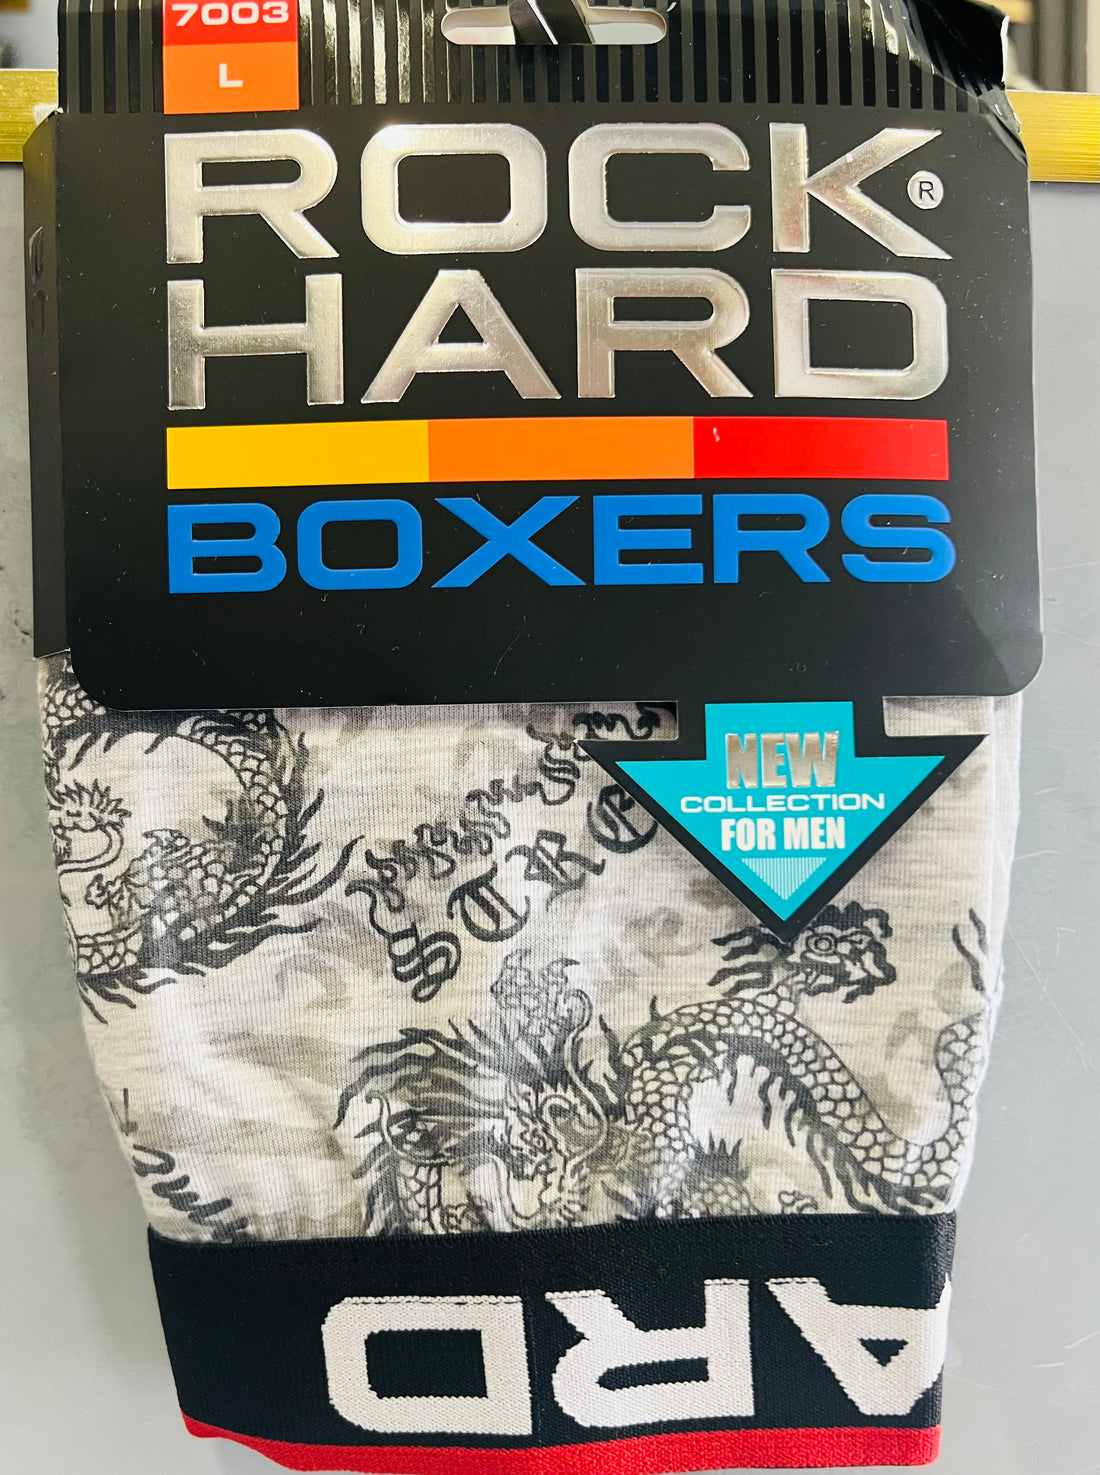 7003
L
ROCK®
HARD
BOXERS
NEW
COLLECTION
FOR MEN
ARD